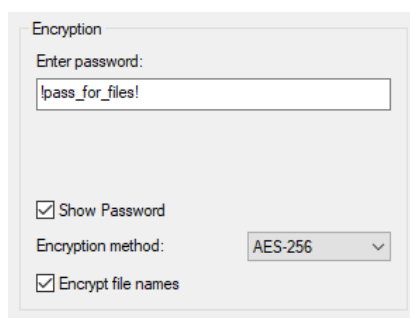 Encryption
Enter password:
!pass_for_files!
Show Password
Encryption method: AES-256
Encrypt file names